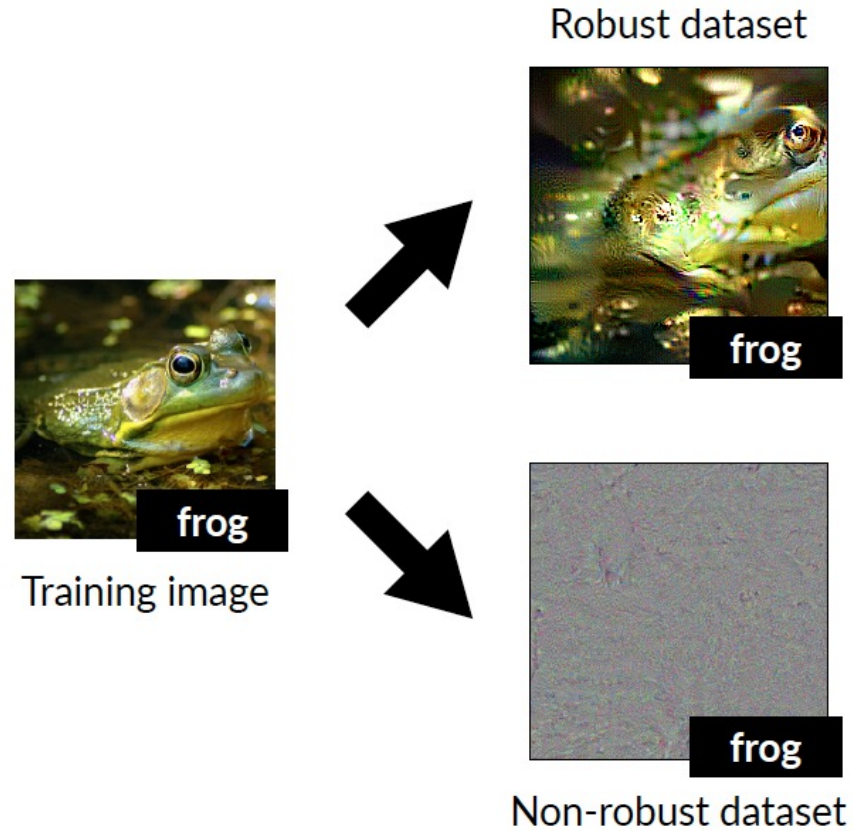 Robust dataset
frog
frog
Training image
frog
Non-robust dataset